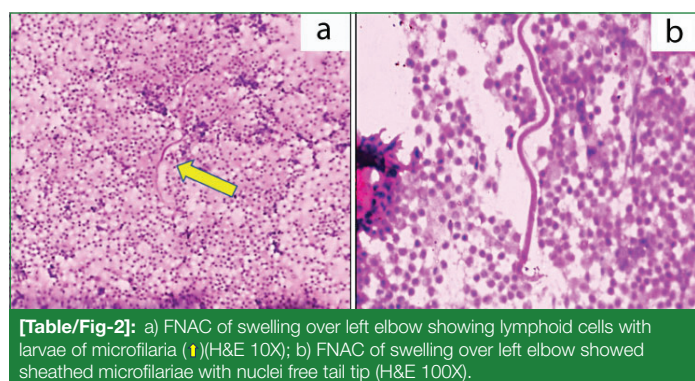 a
b
[Table/Fig-2]: a) FNAC of swelling over left elbow showing lymphoid cells with
larvae of microfilaria (⬆)(H&E 10X); b) FNAC of swelling over left elbow showed
sheathed microfilariae with nuclei free tail tip (H&E 100X).